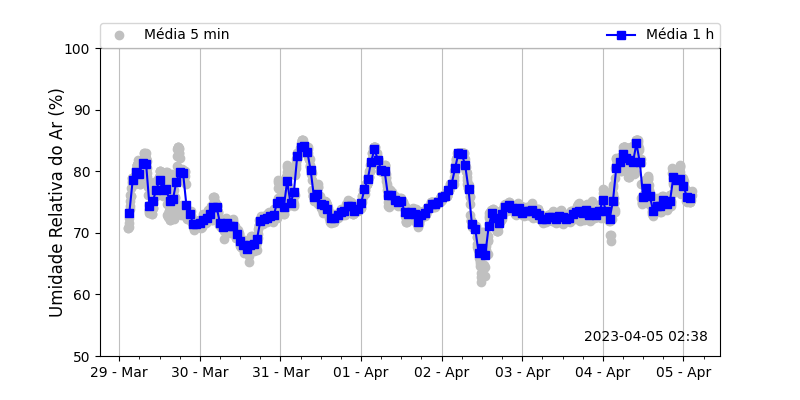 Média 5 min
Média 1 h
Umidade Relativa do Ar (%)
100
90
80
70
60
50
2023-04-05 02:38
29 - Mar
30 - Mar
31 - Mar
01 - Apr
02 - Apr
03 - Apr
04 - Apr
05 - Apr